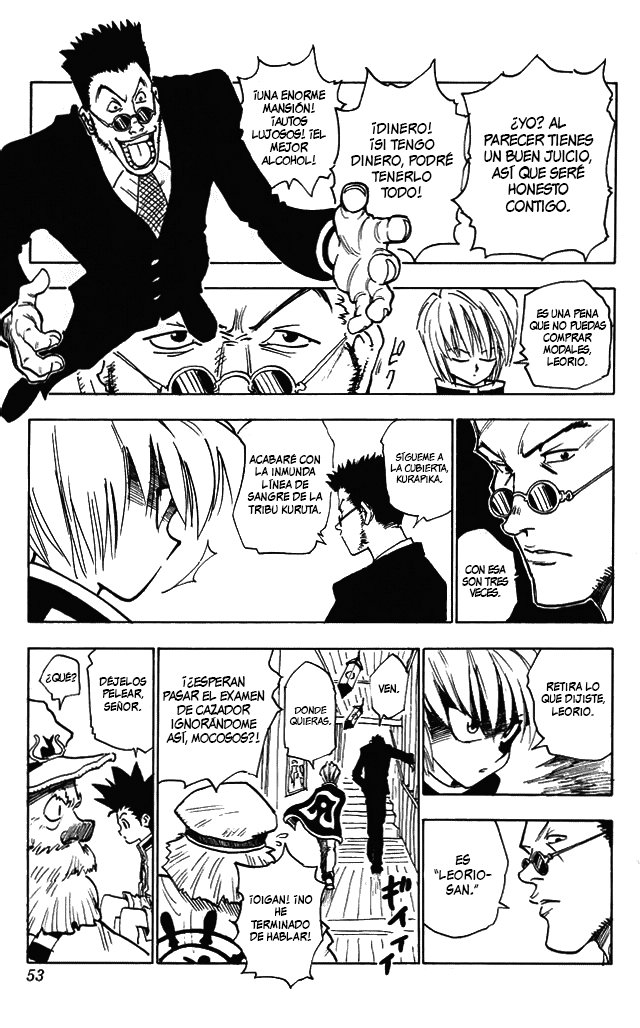 ¿YO? AL
PARECER TIENES
UN BUEN JUICIO,
ASÍ QUE SERÉ
HONESTO
CONTIGO.
¡DINERO!
¡SI TENGO
DINERO, PODRÉ
TENERLO
TODO!
¡UNA ENORME
MANSIÓN!
¡AUTOS
LUJOSOS! ¡EL
MEJOR
ALCOHOL!
ES UNA PENA
QUE NO PUEDAS
COMPRAR
MODALES,
LEORIO.
CON ESA
SON TRES
VECES.
SÍGUEME A
LA CUBIERTA,
KURAPIKA.
ACABARÉ CON
LA INMUNDA
LÍNEA DE
SANGRE DE LA
TRIBU KURUTA.
RETIRA LO
QUE DIJISTE,
LEORIO.
ES
"LEORIO-
SAN."
VEN.
DONDE
QUIERAS.
¡¿ESPERAN
PASAR EL EXAMEN
DE CAZADOR
IGNORÁNDOME
ASÍ, MOCOSOS?!
¡OIGAN! ¡NO
HE
TERMINADO
DE HABLAR!
ギィィィ
DÉJELOS
PELEAR,
SEÑOR.
¿QUÉ?
53